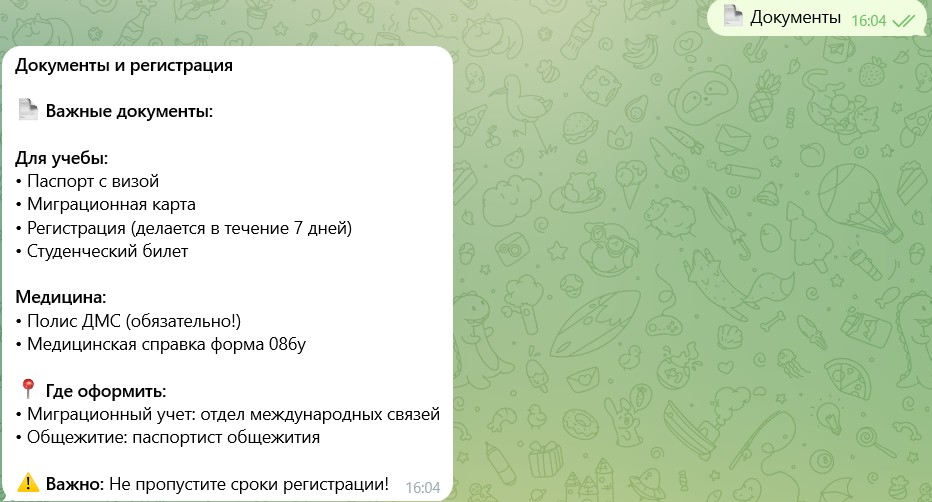 📄 Документы 16:04
Документы и регистрация
📄 Важные документы:
Для учебы:
• Паспорт с визой
• Миграционная карта
• Регистрация (делается в течение 7 дней)
• Студенческий билет
Медицина:
• Полис ДМС (обязательно!)
• Медицинская справка форма 086у
📍 Где оформить:
• Миграционный учет: отдел международных связей
• Общежитие: паспортист общежития
⚠️ Важно: Не пропустите сроки регистрации! 16:04